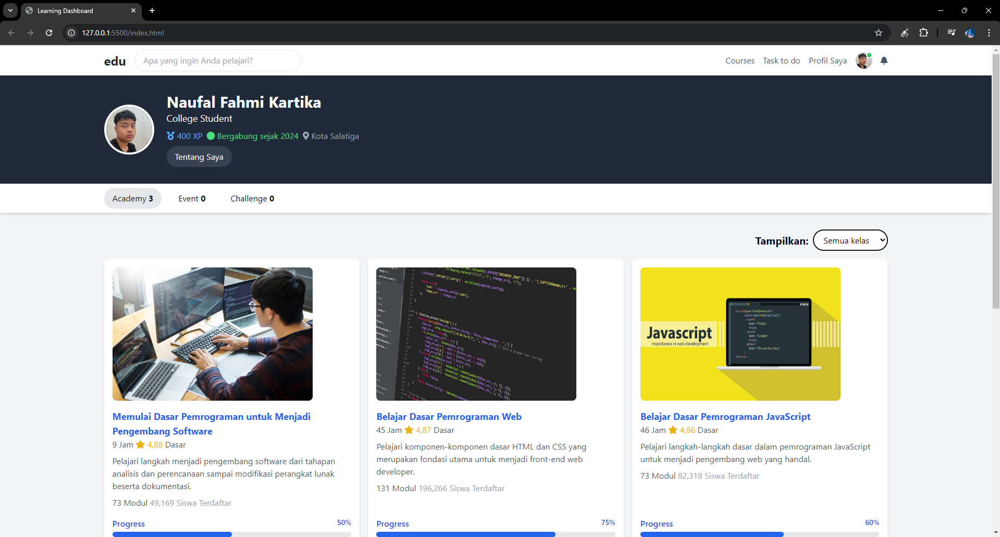 Learning Dashboard
127.0.0.1:5500/index.html
edu
Apa yang ingin Anda pelajari?
Courses Task to do Profil Saya
Naufal Fahmi Kartika
College Student
400 XP Bergabung sejak 2024 Kota Salatiga
Tentang Saya
Academy 3 Event 0 Challenge 0
Tampilkan: Semua kelas
Javascript
Importance in web development
Memulai Dasar Pemrograman untuk Menjadi
Pengembang Software
9 Jam 4,88 Dasar
Pelajari langkah menjadi pengembang software dari tahapan
analisis dan perencanaan sampai modifikasi perangkat lunak
beserta dokumentasi.
73 Modul 49,169 Siswa Terdaftar
Progress 50%
Belajar Dasar Pemrograman Web
45 Jam 4,87 Dasar
Pelajari komponen-komponen dasar HTML dan CSS yang
merupakan fondasi utama untuk menjadi front-end web
developer.
131 Modul 196,266 Siswa Terdaftar
Progress 75%
Belajar Dasar Pemrograman JavaScript
46 Jam 4,86 Dasar
Pelajari langkah-langkah dasar dalam pemrograman JavaScript
untuk menjadi pengembang web yang handal.
73 Modul 82,318 Siswa Terdaftar
Progress 60%